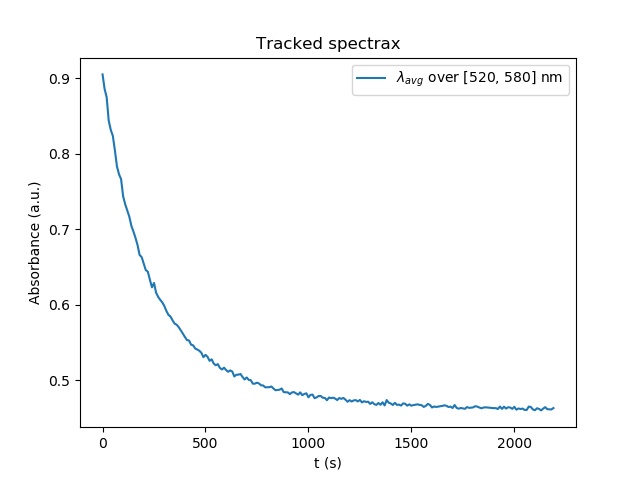 Tracked spectrax
λavg over [520, 580] nm
0.9
0.8
0.7
0.6
0.5
Absorbance (a.u.)
0
500
1000
1500
2000
t (s)